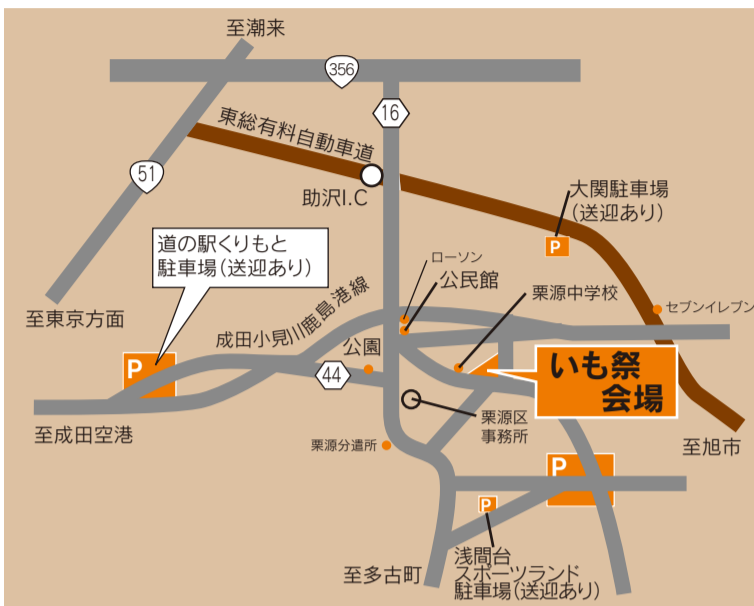 至潮来
356
16
東総有料自動車道
51
助沢I.C
大関駐車場
(送迎あり)
P
道の駅くりもと
駐車場(送迎あり)
ローソン
公民館
栗源中学校
セブンイレブン
至東京方面
成田小見川鹿島港線
P
公園
44
いも祭
会場
至成田空港
栗源区
事務所
栗源分遣所
至旭市
P
P
浅間台
スポーツランド
駐車場(送迎あり)
至多古町